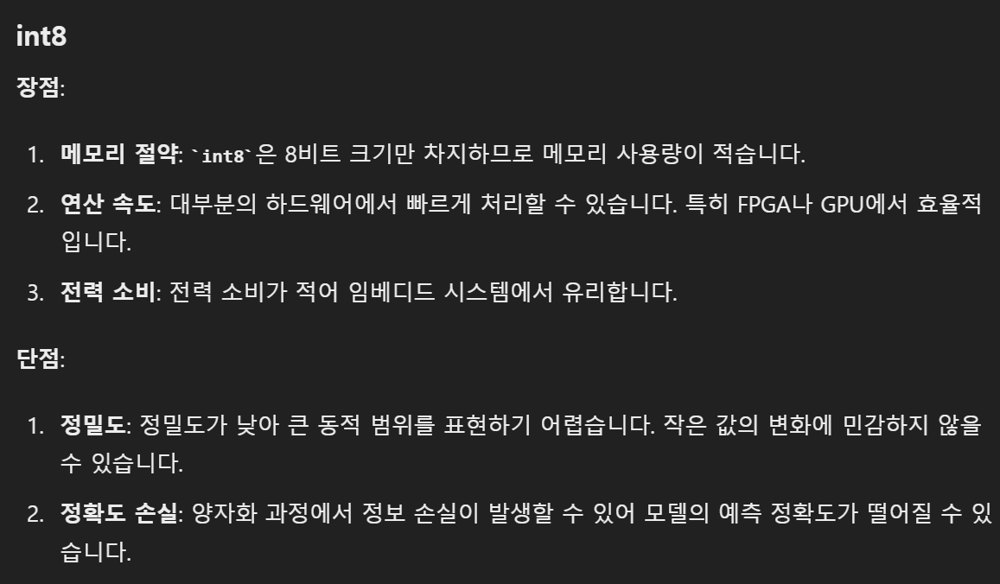 int8
장점:
1. 메모리 절약: `int8`은 8비트 크기만 차지하므로 메모리 사용량이 적습니다.
2. 연산 속도: 대부분의 하드웨어에서 빠르게 처리할 수 있습니다. 특히 FPGA나 GPU에서 효율적
입니다.
3. 전력 소비: 전력 소비가 적어 임베디드 시스템에서 유리합니다.
단점:
1. 정밀도: 정밀도가 낮아 큰 동적 범위를 표현하기 어렵습니다. 작은 값의 변화에 민감하지 않을
수 있습니다.
2. 정확도 손실: 양자화 과정에서 정보 손실이 발생할 수 있어 모델의 예측 정확도가 떨어질 수 있
습니다.